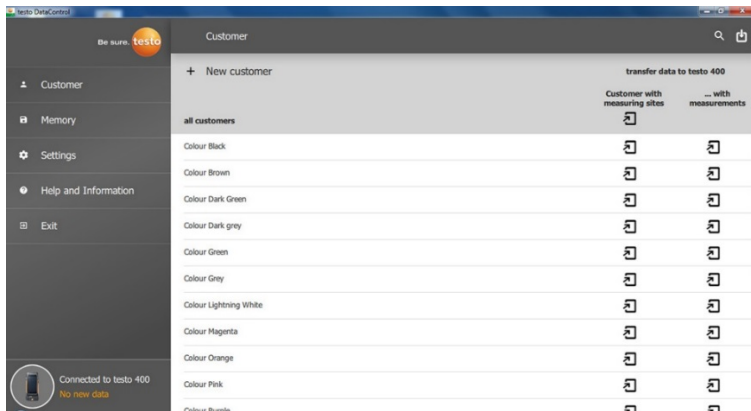 testo DataControl
Be sure. testo
Customer
Customer
Memory
Settings
Help and Information
Exit
Connected to testo 400
No new data
+ New customer
transfer data to testo 400
Customer with
measuring sites
... with
measurements
all customers
Colour Black
Colour Brown
Colour Dark Green
Colour Dark grey
Colour Green
Colour Grey
Colour Lightning White
Colour Magenta
Colour Orange
Colour Pink
Colour Purple